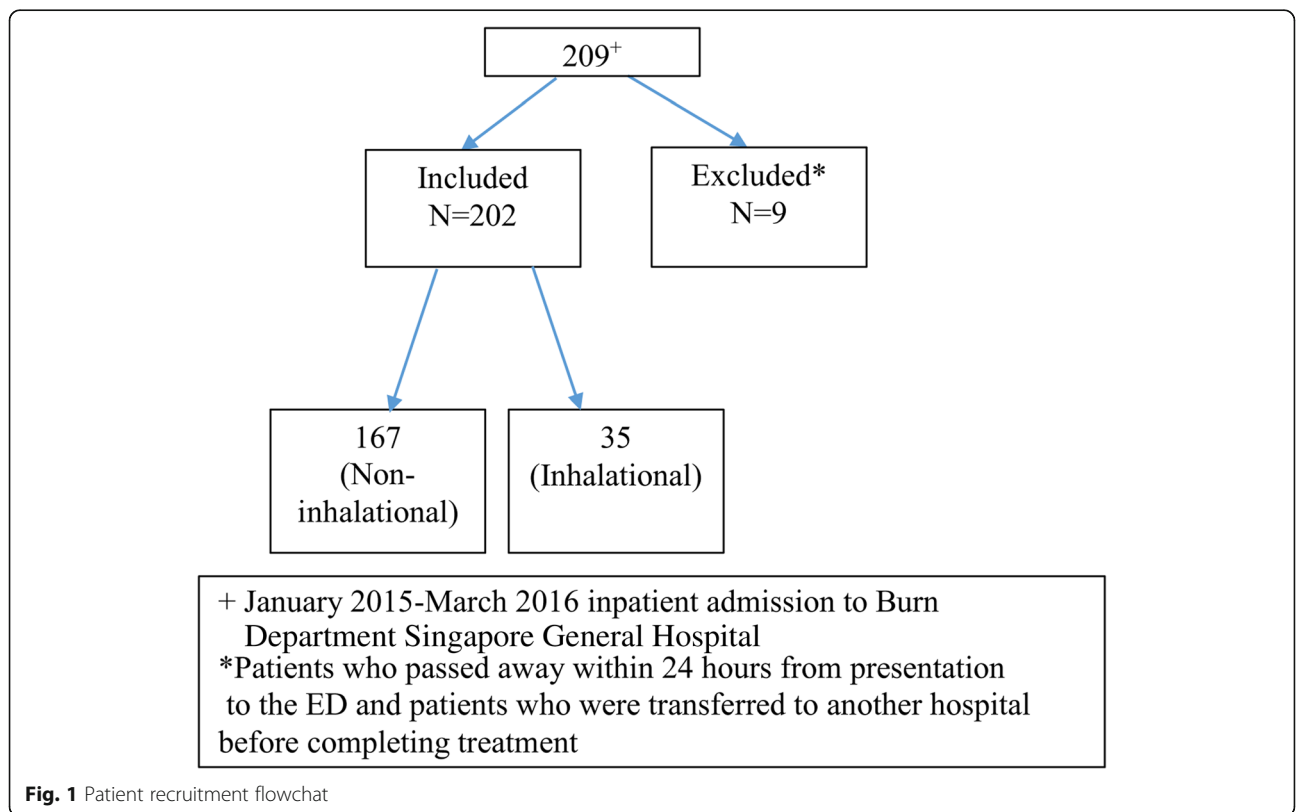 209+
Included
N=202
Excluded*
N=9
167
(Non-
inhalational)
35
(Inhalational)
+ January 2015-March 2016 inpatient admission to Burn
Department Singapore General Hospital
*Patients who passed away within 24 hours from presentation
to the ED and patients who were transferred to another hospital
before completing treatment
Fig. 1 Patient recruitment flowchat